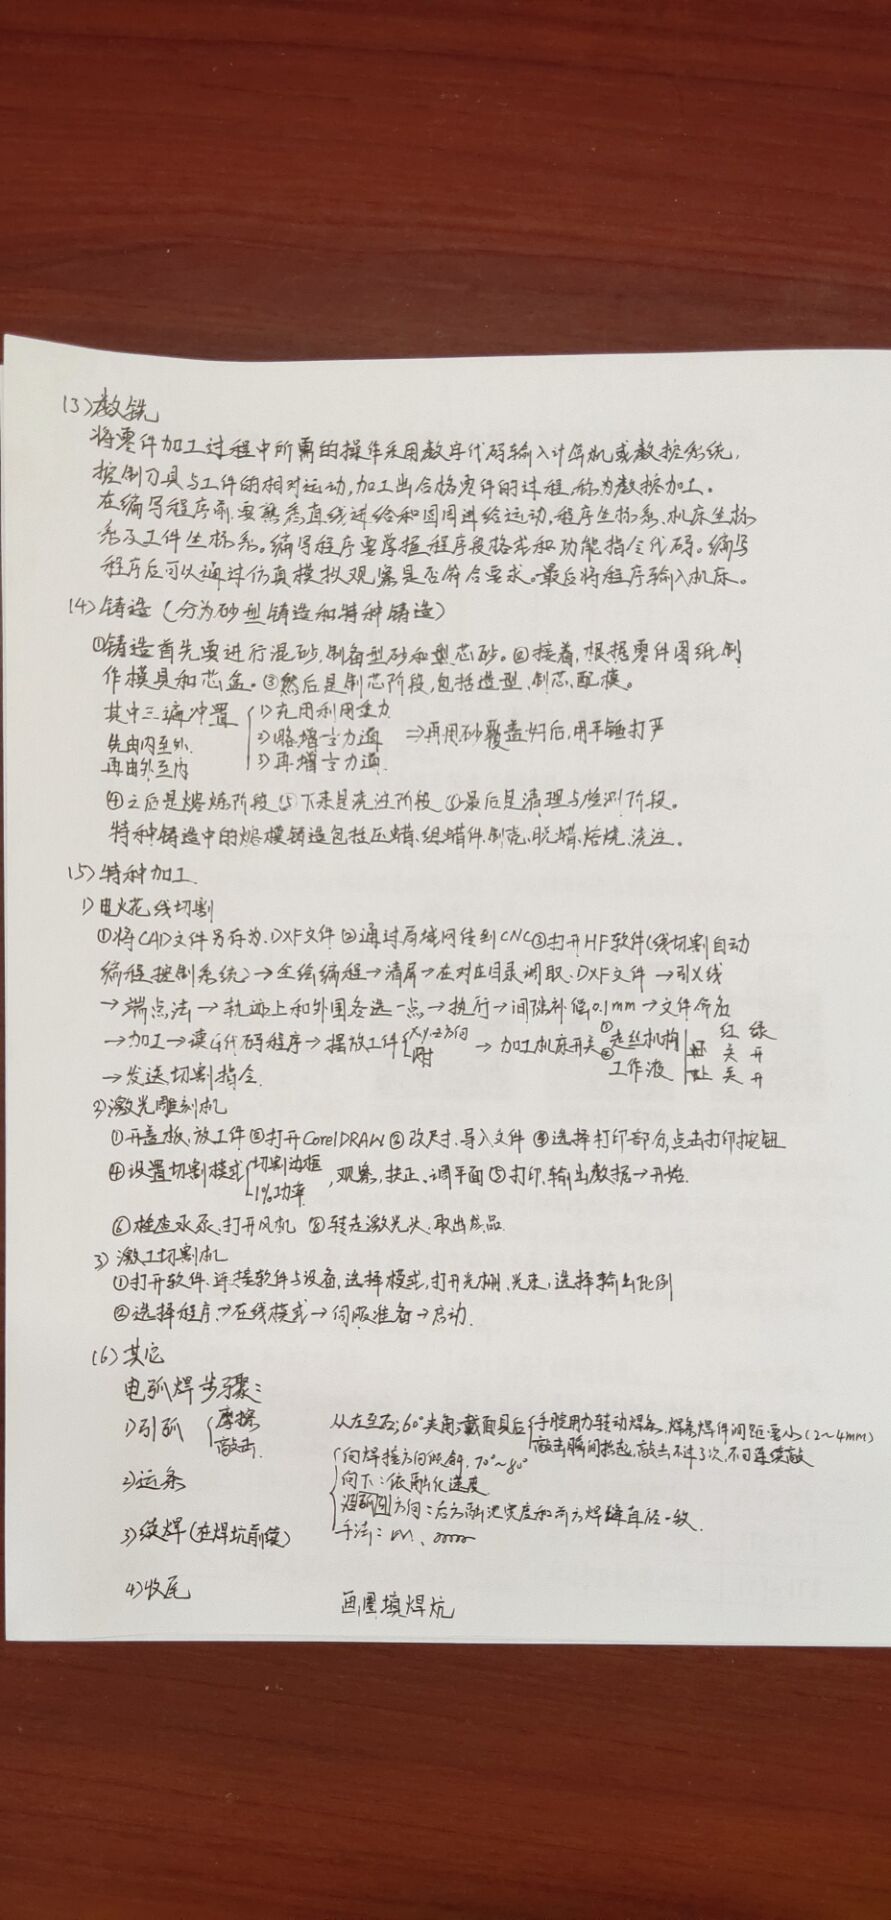 (3)数铣
将零件加工过程中所需的操作采用数字代码输入计算机或数控系统,
控制刀具与工件的相对运动,加工出合格零件的过程,称为数控加工。
在编写程序前,要熟悉直线进给和圆周进给运动,程序坐标系,机床坐标
系及工件坐标系。编写程序要掌握程序段格式和功能指令代码。编写
程序后可以通过仿真模拟观察是否符合要求。最后将程序输入机床。
(4)铸造(分为砂型铸造和特种铸造)
①铸造首先要进行混砂,制备型砂和型芯砂。②接着,根据零件图纸制
作模具和芯盒。③然后是制芯阶段,包括造型、制芯、配模。
其中三遍冲置 1)先用利用重力
先由内至外 2)略增力道 ⇒再用砂覆盖好后,用平锤打严
再由外至内 3)再增力道
④之后是熔炼阶段⑤下来是浇注阶段⑥最后是清理与检测阶段。
特种铸造中的熔模铸造包括压蜡、组蜡件、制壳、脱蜡、焙烧、浇注。
(5)特种加工
1)电火花线切割
①将CAD文件另存为.DXF文件②通过局域网传到CNC③打开HF软件(线切割自动
编程控制系统)→全绘编程→清屏→在对应目录调取.DXF文件→引入线
→端点法→轨迹上和外围各选一点→执行→间隙补偿0.1mm→文件命名
→加工→读G代码程序→摆放工件 X,Y,Z方向 → 加工机床开关 ①走丝机构 红 绿
②工作液 关 开
→发送切割指令 关 开
2)激光雕刻机
①开盖板,放工件②打开CorelDRAW③改尺寸,导入文件④选择打印部分,点击打印按钮
④设置切割模式 切割边框 1%功率,观察,扶正、调平面⑤打印,输出数据→开始
⑥检查水泵、打开风机 ⑧转走激光头,取出成品
3)激工切割机
①打开软件,连接软件与设备,选择模式,打开光栅、光束,选择输出比例
②选择程序→在线模式→伺服准备→启动
(6)其它
电弧焊步骤:
1)引弧 摩擦 从左至右;60°夹角;截面具后 手腕用力转动焊条,焊条焊件间距要小(2~4mm)
敲击 敲击瞬间抬起,敲击不过3次,不可连续敲
2)运条 向焊接方向倾斜,70°~80°
向下:依融化速度
方向:后方融池宽度和前方焊缝直径一致
3)续焊(在焊坑前续) 手法:m、
4)收尾 画圈填焊坑